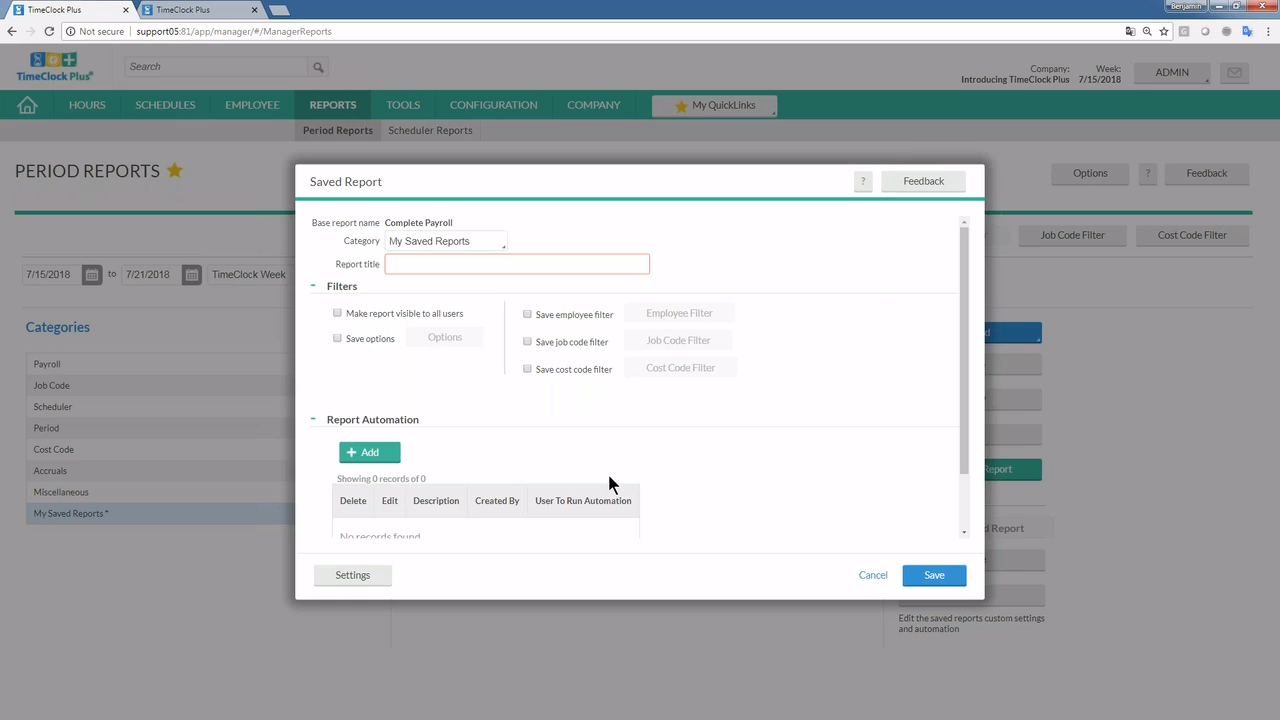 TimeClock Plus
TimeClock Plus
Benjamin
Not secure
support05:81/app/manager/#/ManagerReports
TimeClock Plus
Search
Company:
Introducing TimeClock Plus
Week:
7/15/2018
ADMIN
HOURS
SCHEDULES
EMPLOYEE
REPORTS
TOOLS
CONFIGURATION
COMPANY
My QuickLinks
Period Reports
Scheduler Reports
PERIOD REPORTS
Options
?
Feedback
Job Code Filter
Cost Code Filter
7/15/2018 to 7/21/2018 TimeClock Week
Categories
Payroll
Job Code
Scheduler
Period
Cost Code
Accruals
Miscellaneous
My Saved Reports *
Saved Report
?
Feedback
Base report name Complete Payroll
Category My Saved Reports
Report title
Filters
Make report visible to all users
Save options Options
Save employee filter Employee Filter
Save job code filter Job Code Filter
Save cost code filter Cost Code Filter
Report Automation
+ Add
Showing 0 records of 0
Delete Edit Description Created By User To Run Automation
No records found
Settings
Cancel
Save
d
Report
d Report
Edit the saved reports custom settings
and automation